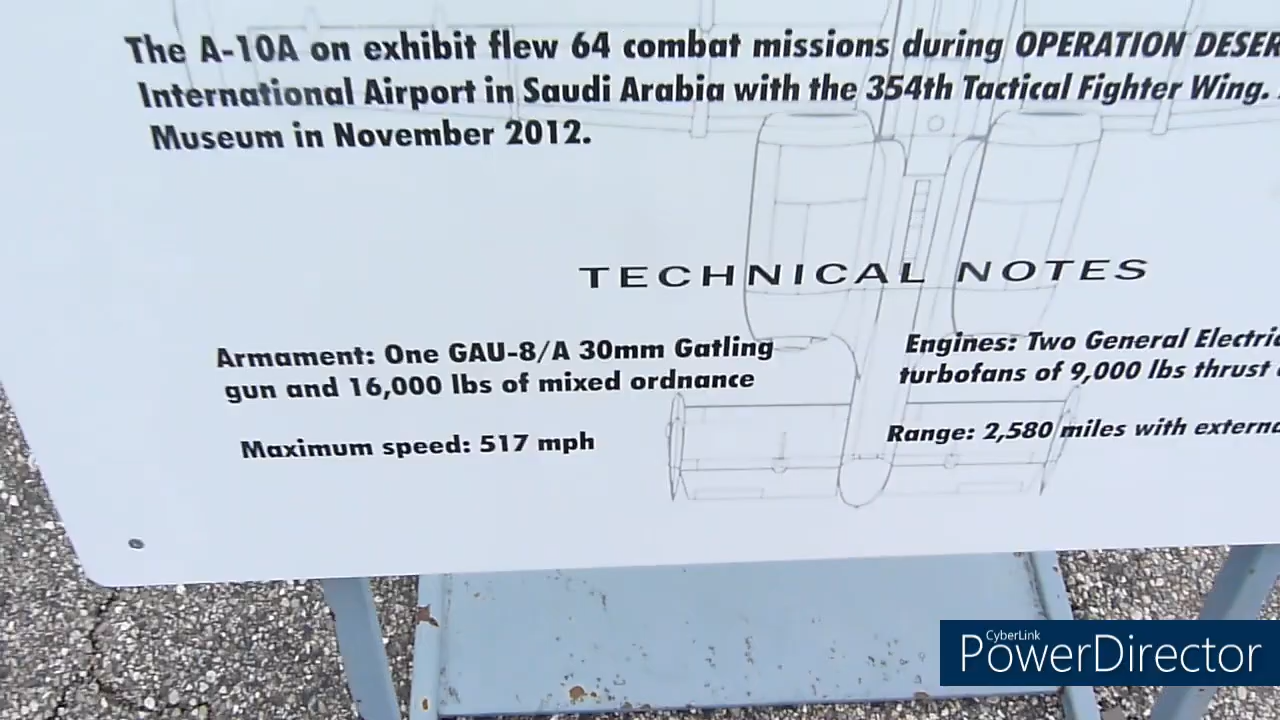 The A-10A on exhibit flew 64 combat missions during OPERATION
International Airport in Saudi Arabia with the 354th Tactical Fighter Wing.
Museum in November 2012.
TECHNICAL NOTES
Armament: One GAU-8/A 30mm Gatling
gun and 16,000 lbs of mixed ordnance
Maximum speed: 517 mph
Engines: Two General Electric
turbofans of 9,000 lbs thrust
Range: 2,580 miles with
CyberLink
PowerDirector